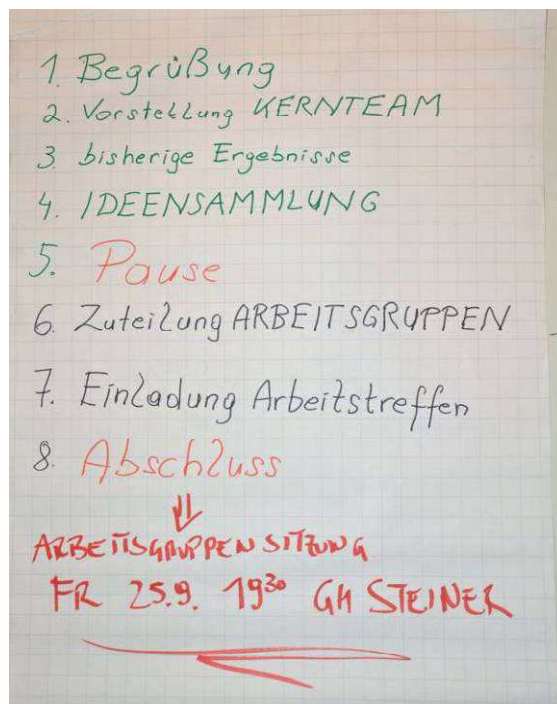 1. Begrüßung
2. Vorstellung KERNTEAM
3. bisherige Ergebnisse
4. IDEENSAMMLUNG
5. Pause
6. Zuteilung ARBEITSGRUPPEN
7. Einladung Arbeitstreffen
8. Abschluss
⇓
ARBEITSGRUPPENSITZUNG
FR 25.9. 19³⁰ GH STEINER